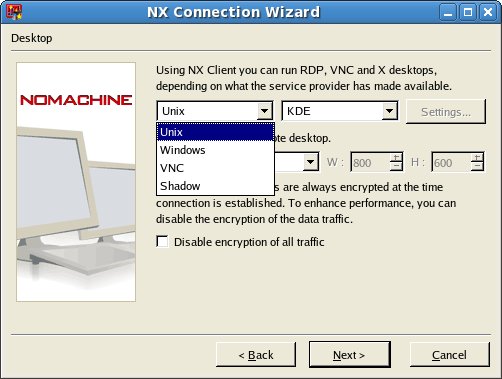 NX Connection Wizard
Desktop
NOMACHINE
Using NX Client you can run RDP, VNC and X desktops,
depending on what the service provider has made available.
Unix KDE Settings...
Unix
Windows
VNC
Shadow
desktop.
W : 800 H : 600
are always encrypted at the time
connection is established. To enhance performance, you can
disable the encryption of the data traffic.
Disable encryption of all traffic
< Back Next > Cancel